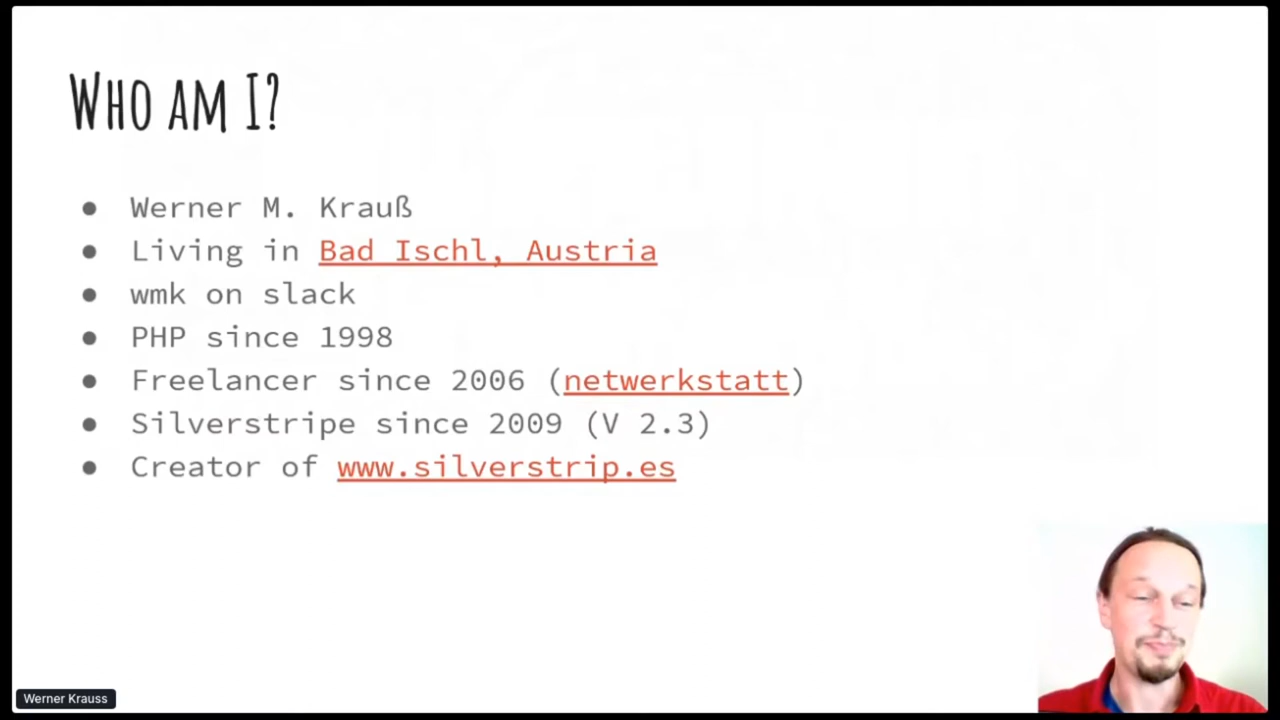 Who am I?
Werner M. Krauß
Living in Bad Ischl, Austria
wmk on slack
PHP since 1998
Freelancer since 2006 (netwerkstatt)
Silverstripe since 2009 (V 2.3)
Creator of www.silverstrip.es
Werner Krauss